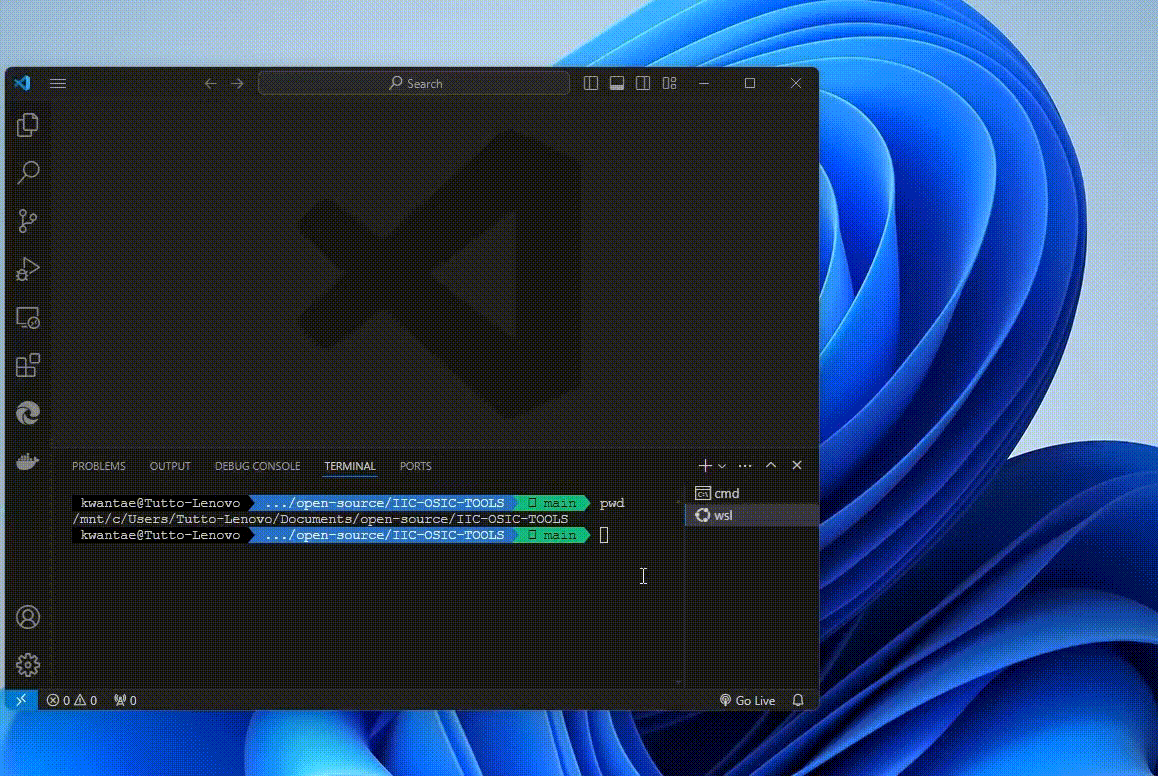 Search
PROBLEMS OUTPUT DEBUG CONSOLE TERMINAL PORTS
kwantae@Tutto-Lenovo .../open-source/IIC-OSIC-TOOLS main pwd
/mnt/c/Users/Tutto-Lenovo/Documents/open-source/IIC-OSIC-TOOLS
kwantae@Tutto-Lenovo .../open-source/IIC-OSIC-TOOLS main
cmd
wsl
0 0 0 Go Live